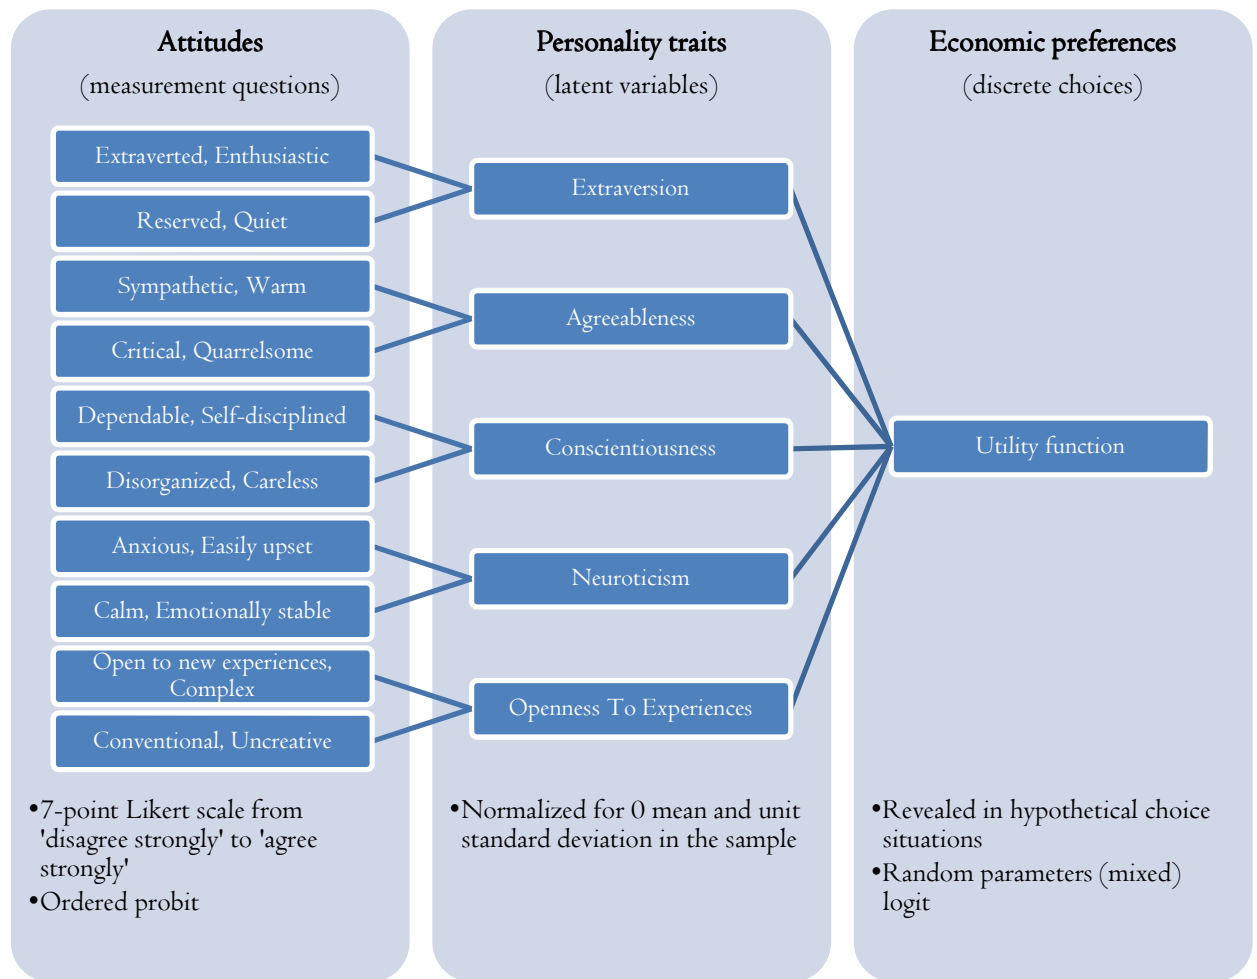 Attitudes
(measurement questions)
Extraverted, Enthusiastic
Reserved, Quiet
Sympathetic, Warm
Critical, Quarrelsome
Dependable, Self-disciplined
Disorganized, Careless
Anxious, Easily upset
Calm, Emotionally stable
Open to new experiences,
Complex
Conventional, Uncreative
•7-point Likert scale from
'disagree strongly' to 'agree
strongly'
•Ordered probit
Personality traits
(latent variables)
Extraversion
Agreeableness
Conscientiousness
Neuroticism
Openness To Experiences
•Normalized for 0 mean and unit
standard deviation in the sample
Economic preferences
(discrete choices)
Utility function
•Revealed in hypothetical choice
situations
•Random parameters (mixed)
logit